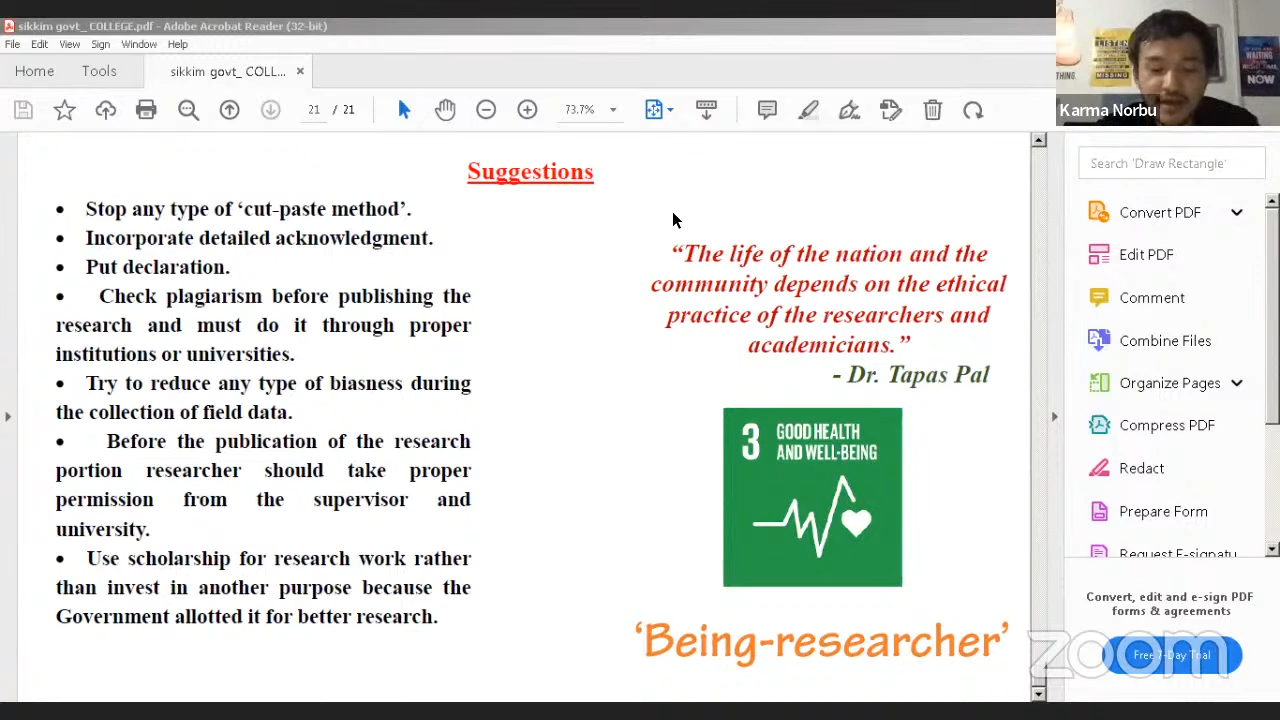 sikkim govt_ COLLEGE.pdf - Adobe Acrobat Reader (32-bit)
File Edit View Sign Window Help
Home Tools sikkim govt_ COLL... ×
21 / 21 73.7%
Suggestions
• Stop any type of ‘cut-paste method’.
• Incorporate detailed acknowledgment.
• Put declaration.
• Check plagiarism before publishing the
research and must do it through proper
institutions or universities.
• Try to reduce any type of biasness during
the collection of field data.
• Before the publication of the research
portion researcher should take proper
permission from the supervisor and
university.
• Use scholarship for research work rather
than invest in another purpose because the
Government allotted it for better research.
“The life of the nation and the
community depends on the ethical
practice of the researchers and
academicians.”
- Dr. Tapas Pal
3 GOOD HEALTH
AND WELL-BEING
‘Being-researcher’
LISTEN
MISSING
THING.
WAITING
NOW
Karma Norbu
Search 'Draw Rectangle'
Convert PDF
Edit PDF
Comment
Combine Files
Organize Pages
Compress PDF
Redact
Prepare Form
Request E-signatu
Convert, edit and e-sign PDF
forms & agreements
Free 7-Day Trial
zoom